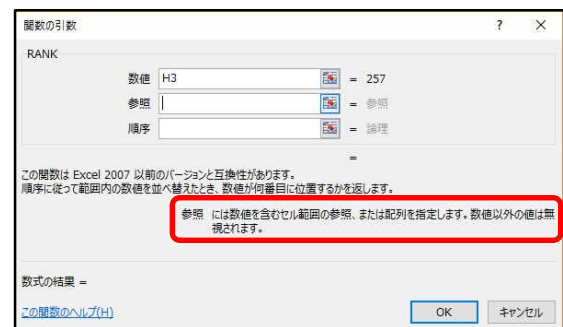 関数の引数 ? ×
RANK
数値 H3 = 257
参照 = 参照
順序 = 論理
=
この関数は Excel 2007 以前のバージョンと互換性があります。
順序に従って範囲内の数値を並べ替えたとき、数値が何番目に位置するかを返します。
参照 には数値を含むセル範囲の参照、または配列を指定します。数値以外の値は無
視されます。
数式の結果 =
この関数のヘルプ(H) OK キャンセル